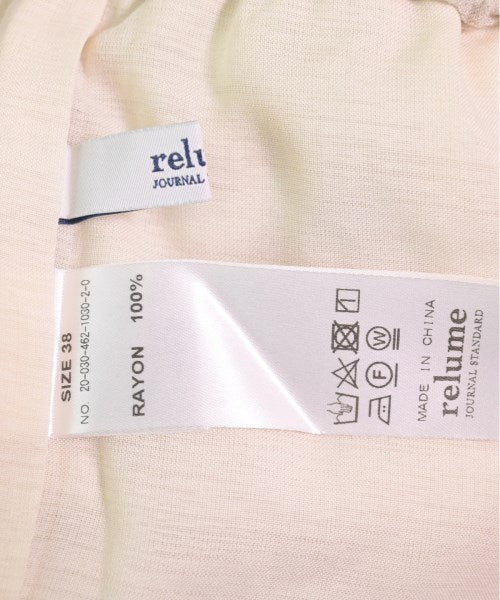 relu
JOURNAL
SIZE 38
NO. 20-030-462-1030-2-0
RAYON 100%
F W
MADE IN CHINA
relume
JOURNAL STANDARD